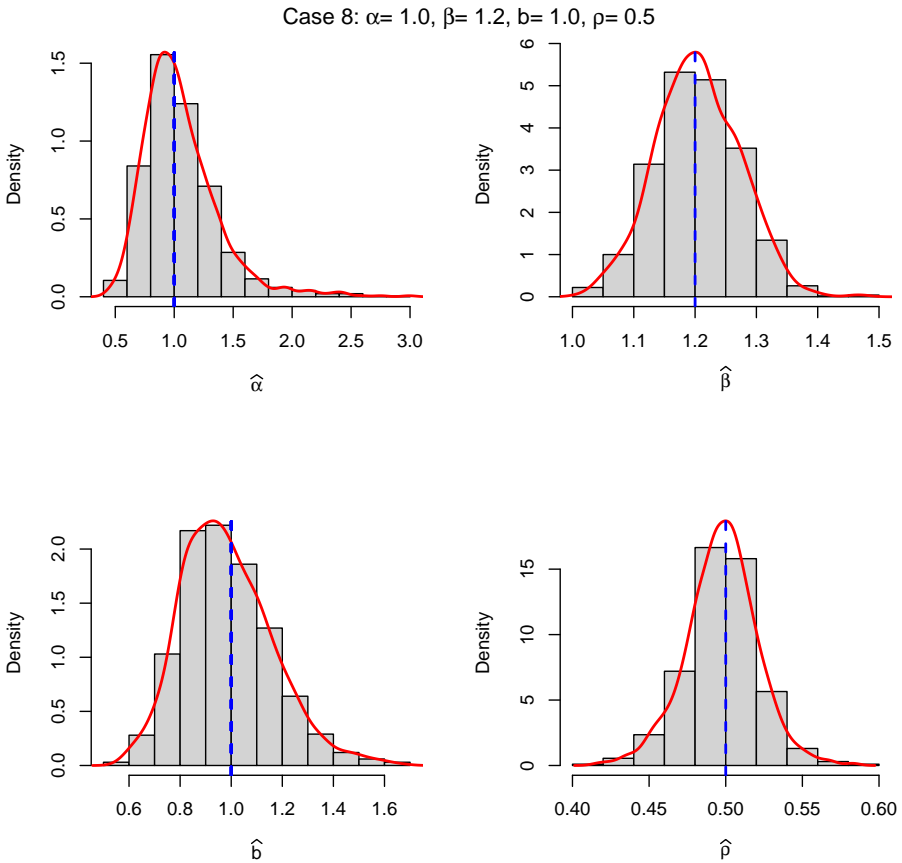 Case 8: α= 1.0, β= 1.2, b= 1.0, ρ= 0.5
Density
0.0 0.5 1.0 1.5
0.5 1.0 1.5 2.0 2.5 3.0
α̂
Density
0 1 2 3 4 5 6
1.0 1.1 1.2 1.3 1.4 1.5
β̂
Density
0.0 0.5 1.0 1.5 2.0
0.6 0.8 1.0 1.2 1.4 1.6
b̂
Density
0 5 10 15
0.40 0.45 0.50 0.55 0.60
ρ̂